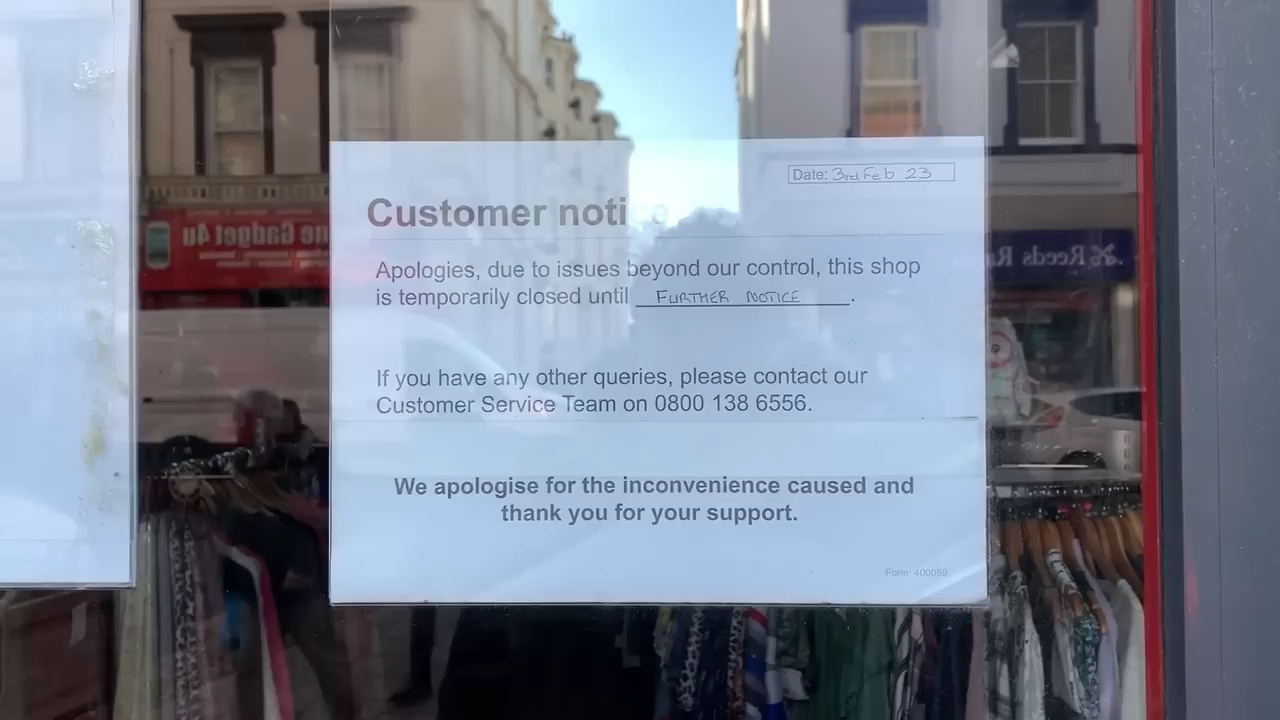 Date: 3rd Feb 23
Customer notice
Apologies, due to issues beyond our control, this shop
is temporarily closed until FURTHER NOTICE.
If you have any other queries, please contact our
Customer Service Team on 0800 138 6556.
We apologise for the inconvenience caused and
thank you for your support.
Form: 400059
ne Gadget 4u
Reeds R